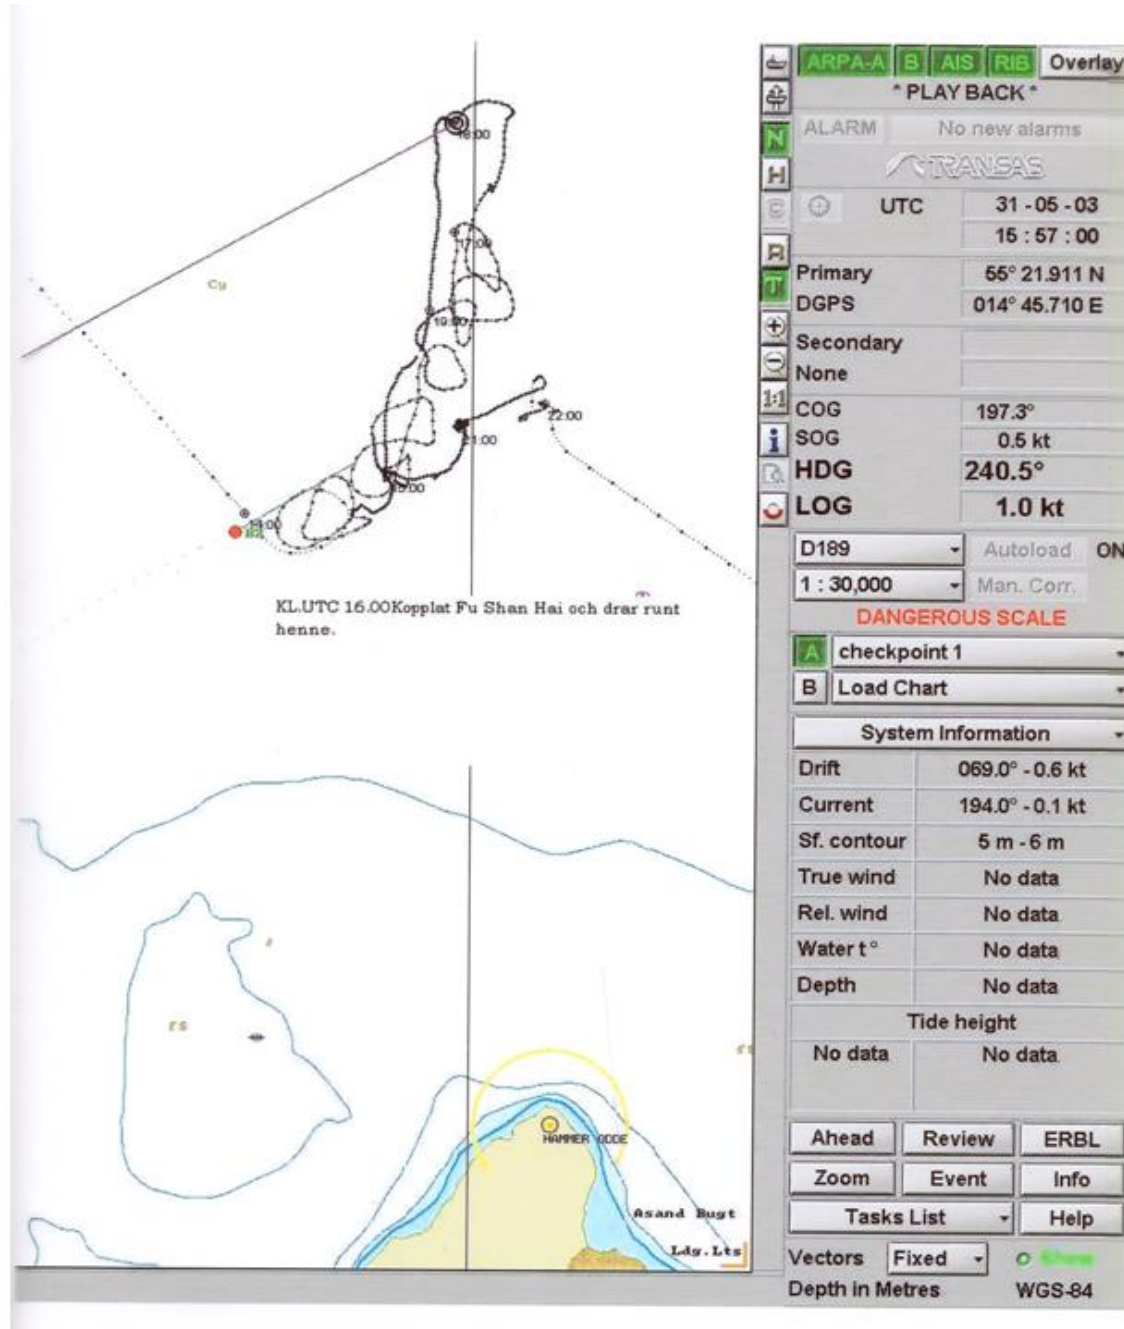 ARPA-A B AIS RIB Overlay
* PLAY BACK *
ALARM No new alarms
TRANSAS
N
H
C
UTC 31 - 05 - 03
15 : 57 : 00
Primary 55° 21.911 N
DGPS 014° 45.710 E
Secondary
None
1:1
i
COG 197.3°
SOG 0.5 kt
HDG 240.5°
LOG 1.0 kt
D189 Autoload ON
1 : 30,000 Man. Corr.
DANGEROUS SCALE
A checkpoint 1
B Load Chart
System Information
Drift 069.0° - 0.6 kt
Current 194.0° - 0.1 kt
Sf. contour 5 m - 6 m
True wind No data
Rel. wind No data
Water t° No data
Depth No data
Tide height
No data No data
Ahead Review ERBL
Zoom Event Info
Tasks List Help
Vectors Fixed Show
Depth in Metres WGS-84
18:00
Cy
17:00
19:00
22:00
21:00
KL.UTC 16.00Kopplat Fu Shan Hai och drar runt
henne.
rs
HAMMER ODDE
Asand Bugt
Ldg.Lts